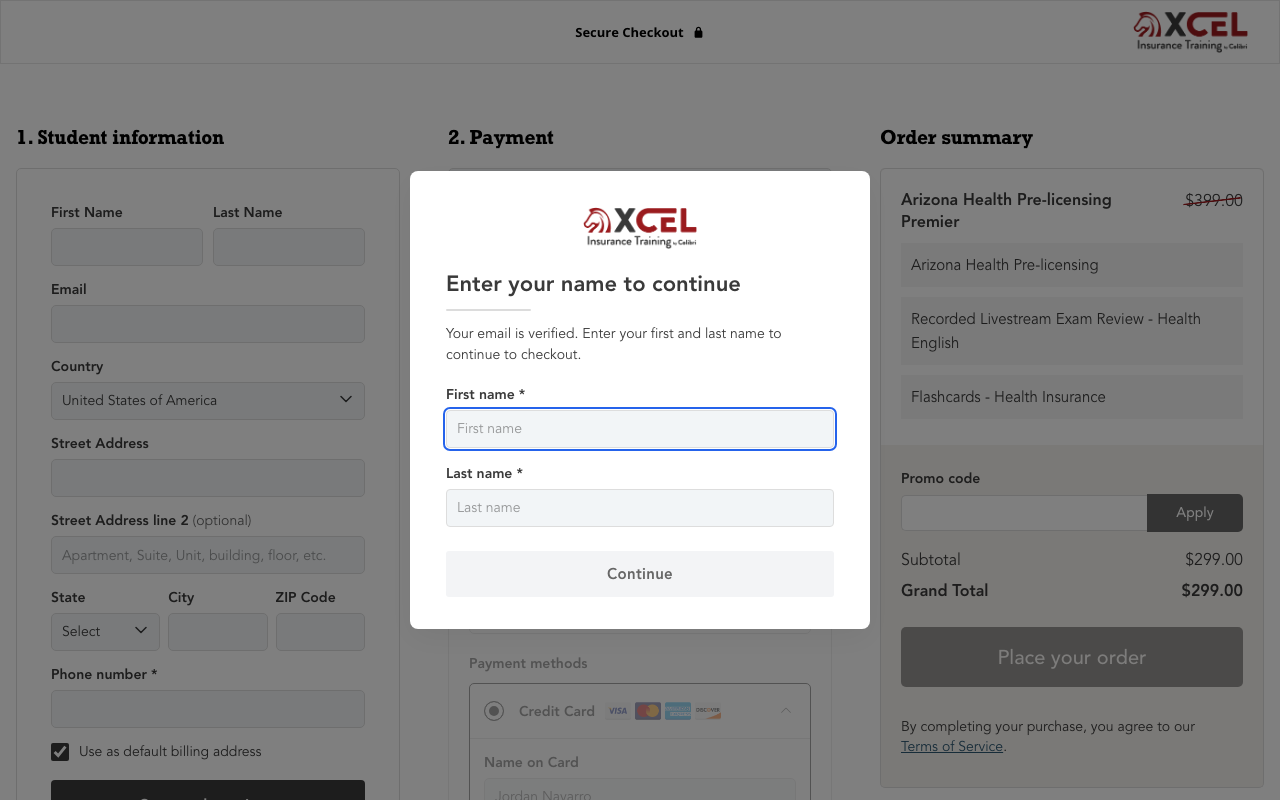 Secure Checkout
XCEL
Insurance Training by Calibri
1. Student information
First Name
Last Name
Email
Country
United States of America
Street Address
Street Address line 2 (optional)
Apartment, Suite, Unit, building, floor, etc.
State
City
ZIP Code
Select
Phone number *
Use as default billing address
2. Payment
XCEL
Insurance Training by Calibri
Enter your name to continue
Your email is verified. Enter your first and last name to
continue to checkout.
First name *
First name
Last name *
Last name
Continue
Payment methods
Credit Card VISA DISCOVER
Name on Card
Jordan Navarro
Order summary
Arizona Health Pre-licensing
Premier
$399.00
Arizona Health Pre-licensing
Recorded Livestream Exam Review - Health
English
Flashcards - Health Insurance
Promo code
Apply
Subtotal
$299.00
Grand Total
$299.00
Place your order
By completing your purchase, you agree to our
Terms of Service.